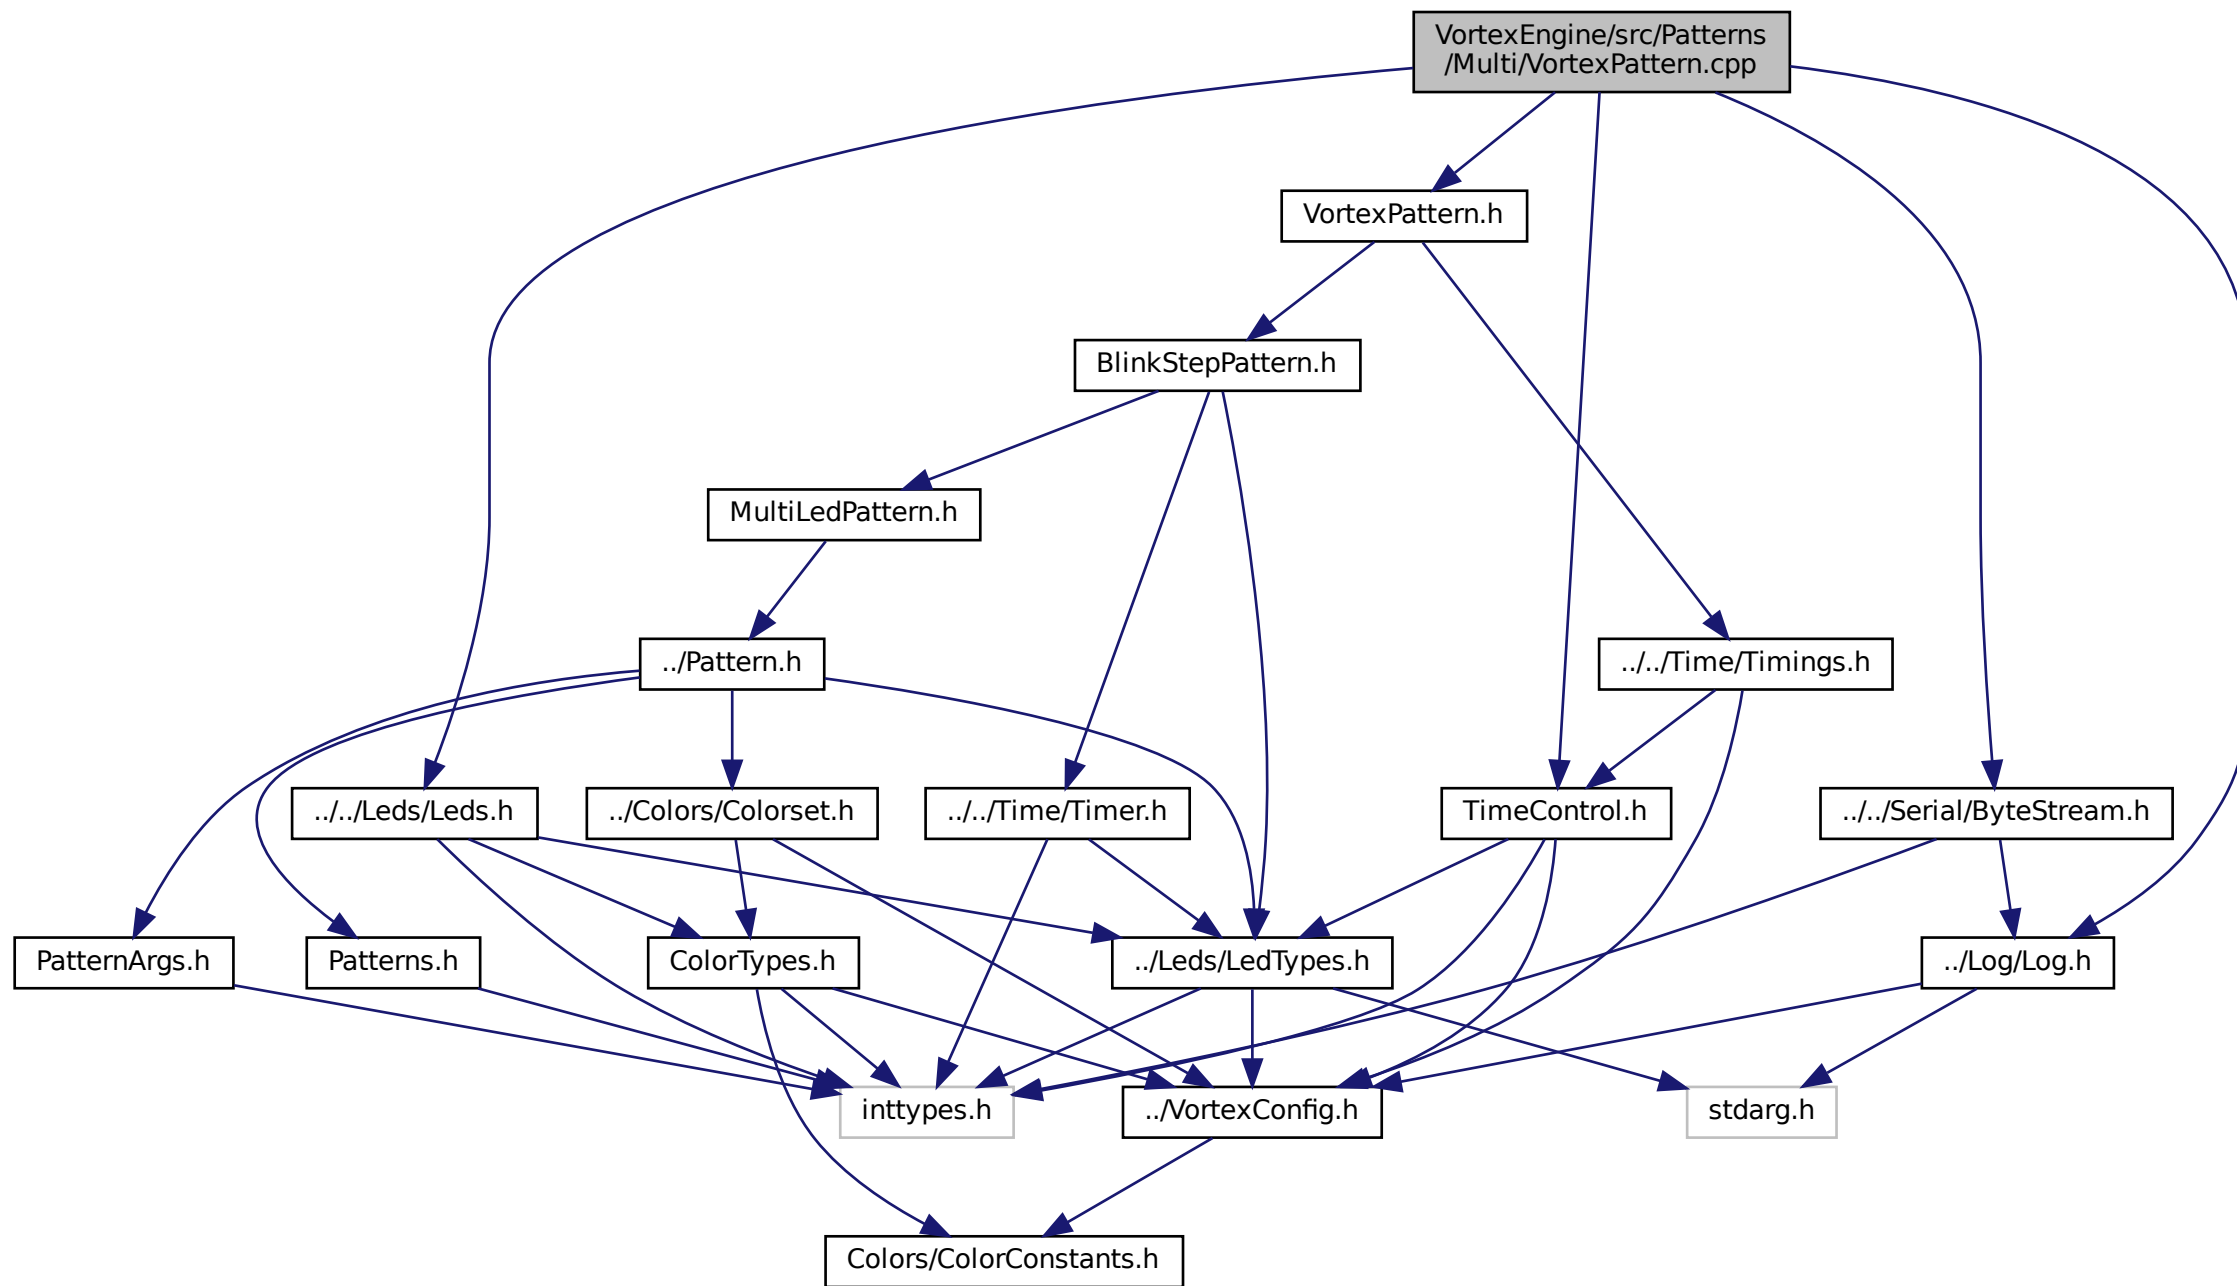 VortexEngine/src/Patterns
/Multi/VortexPattern.cpp
VortexPattern.h
BlinkStepPattern.h
MultiLedPattern.h
../Pattern.h
../../Time/Timings.h
../../Leds/Leds.h
../Colors/Colorset.h
../../Time/Timer.h
TimeControl.h
../../Serial/ByteStream.h
PatternArgs.h
Patterns.h
ColorTypes.h
../Leds/LedTypes.h
../Log/Log.h
inttypes.h
../VortexConfig.h
stdarg.h
Colors/ColorConstants.h